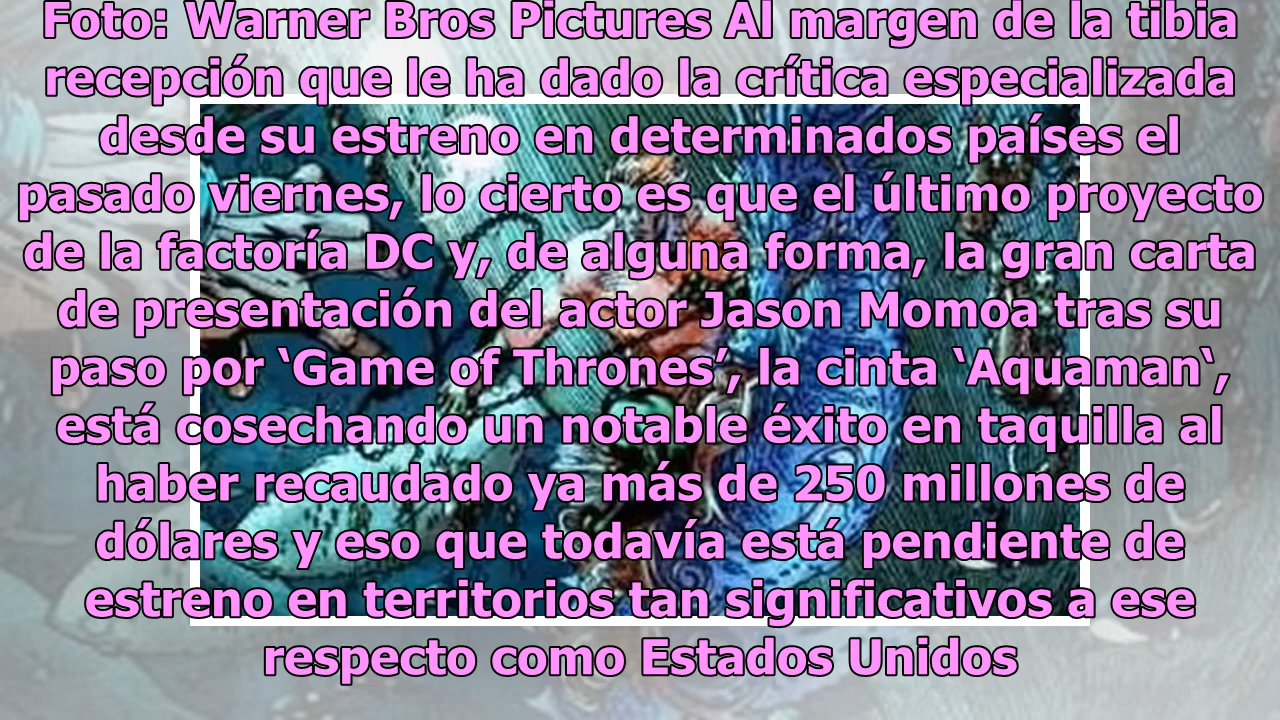 Foto: Warner Bros Pictures Al margen de la tibia
recepción que le ha dado la crítica especializada
desde su estreno en determinados países el
pasado viernes, lo cierto es que el último proyecto
de la factoría DC y, de alguna forma, la gran carta
de presentación del actor Jason Momoa tras su
paso por ‘Game of Thrones’, la cinta ‘Aquaman‘,
está cosechando un notable éxito en taquilla al
haber recaudado ya más de 250 millones de
dólares y eso que todavía está pendiente de
estreno en territorios tan significativos a ese
respecto como Estados Unidos